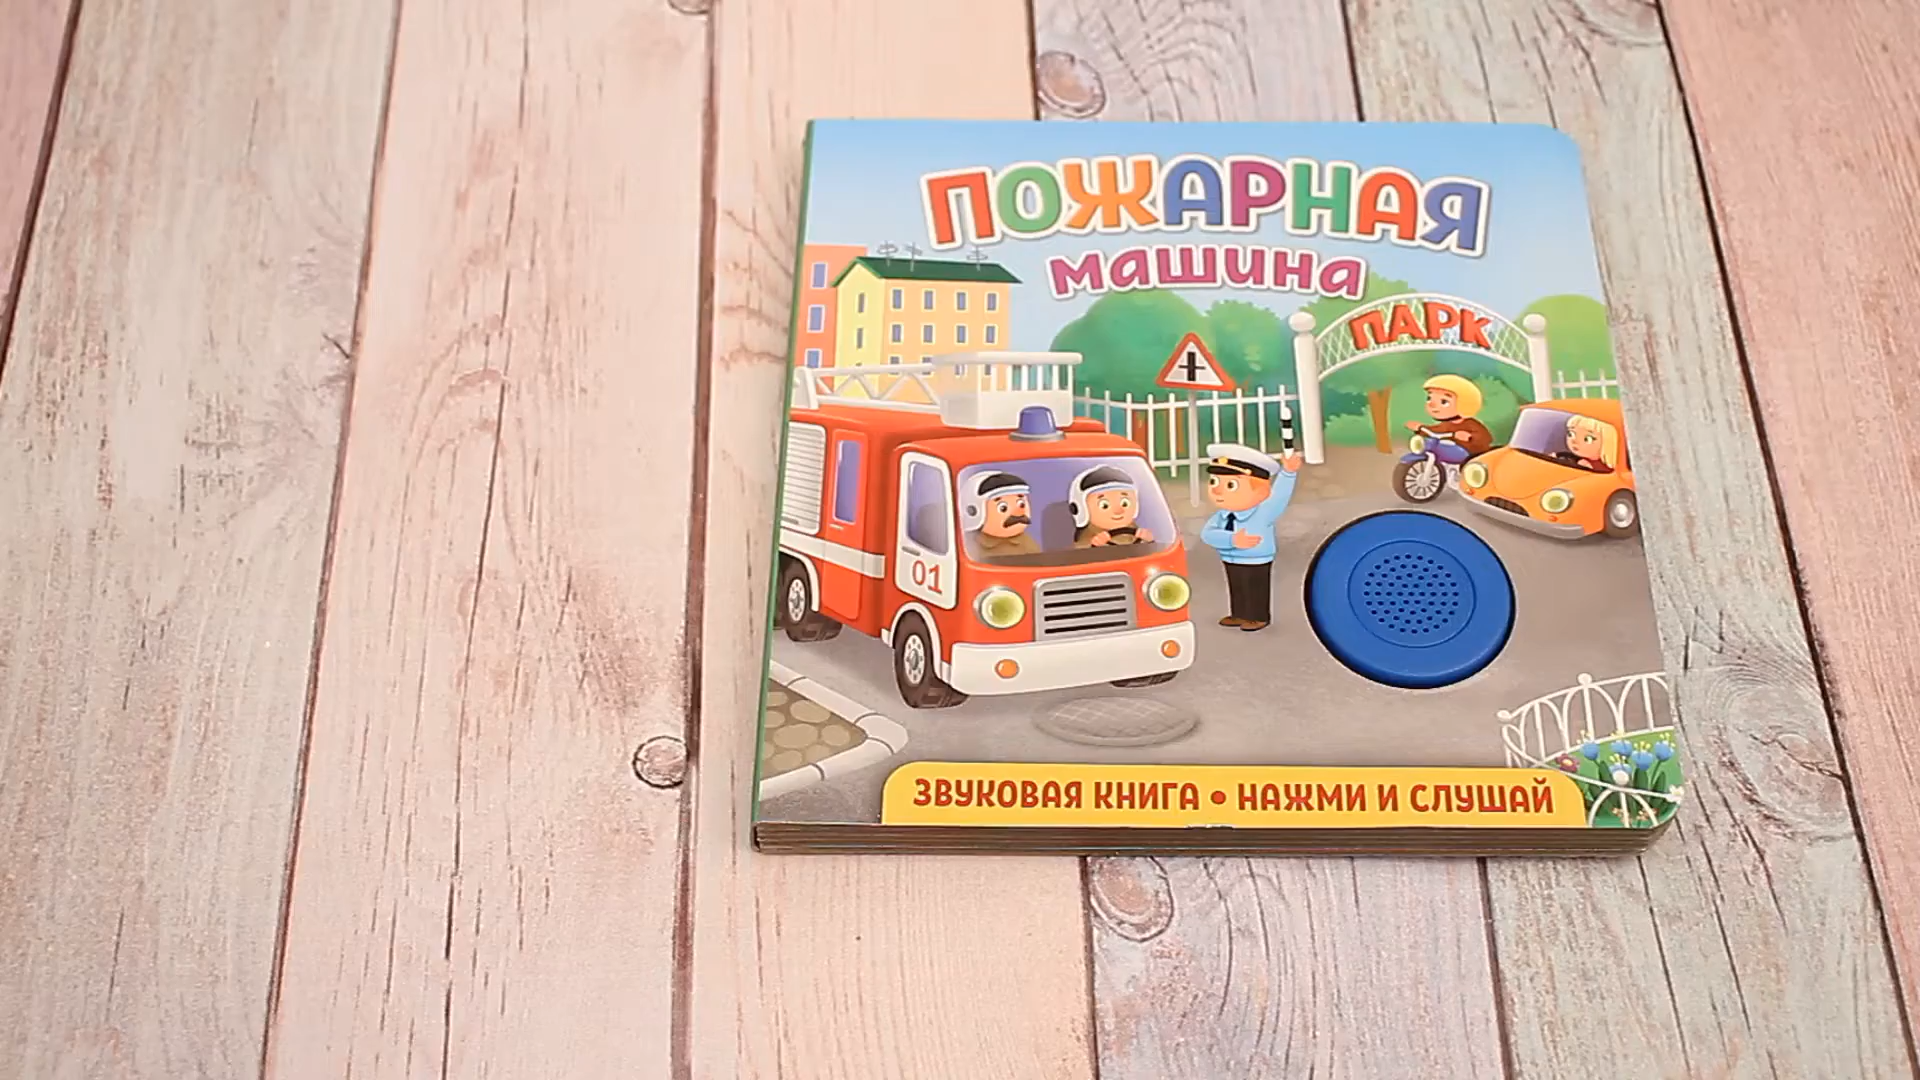 ПОЖАРНАЯ
машина
ПАРК
01
ЗВУКОВАЯ КНИГА • НАЖМИ И СЛУШАЙ